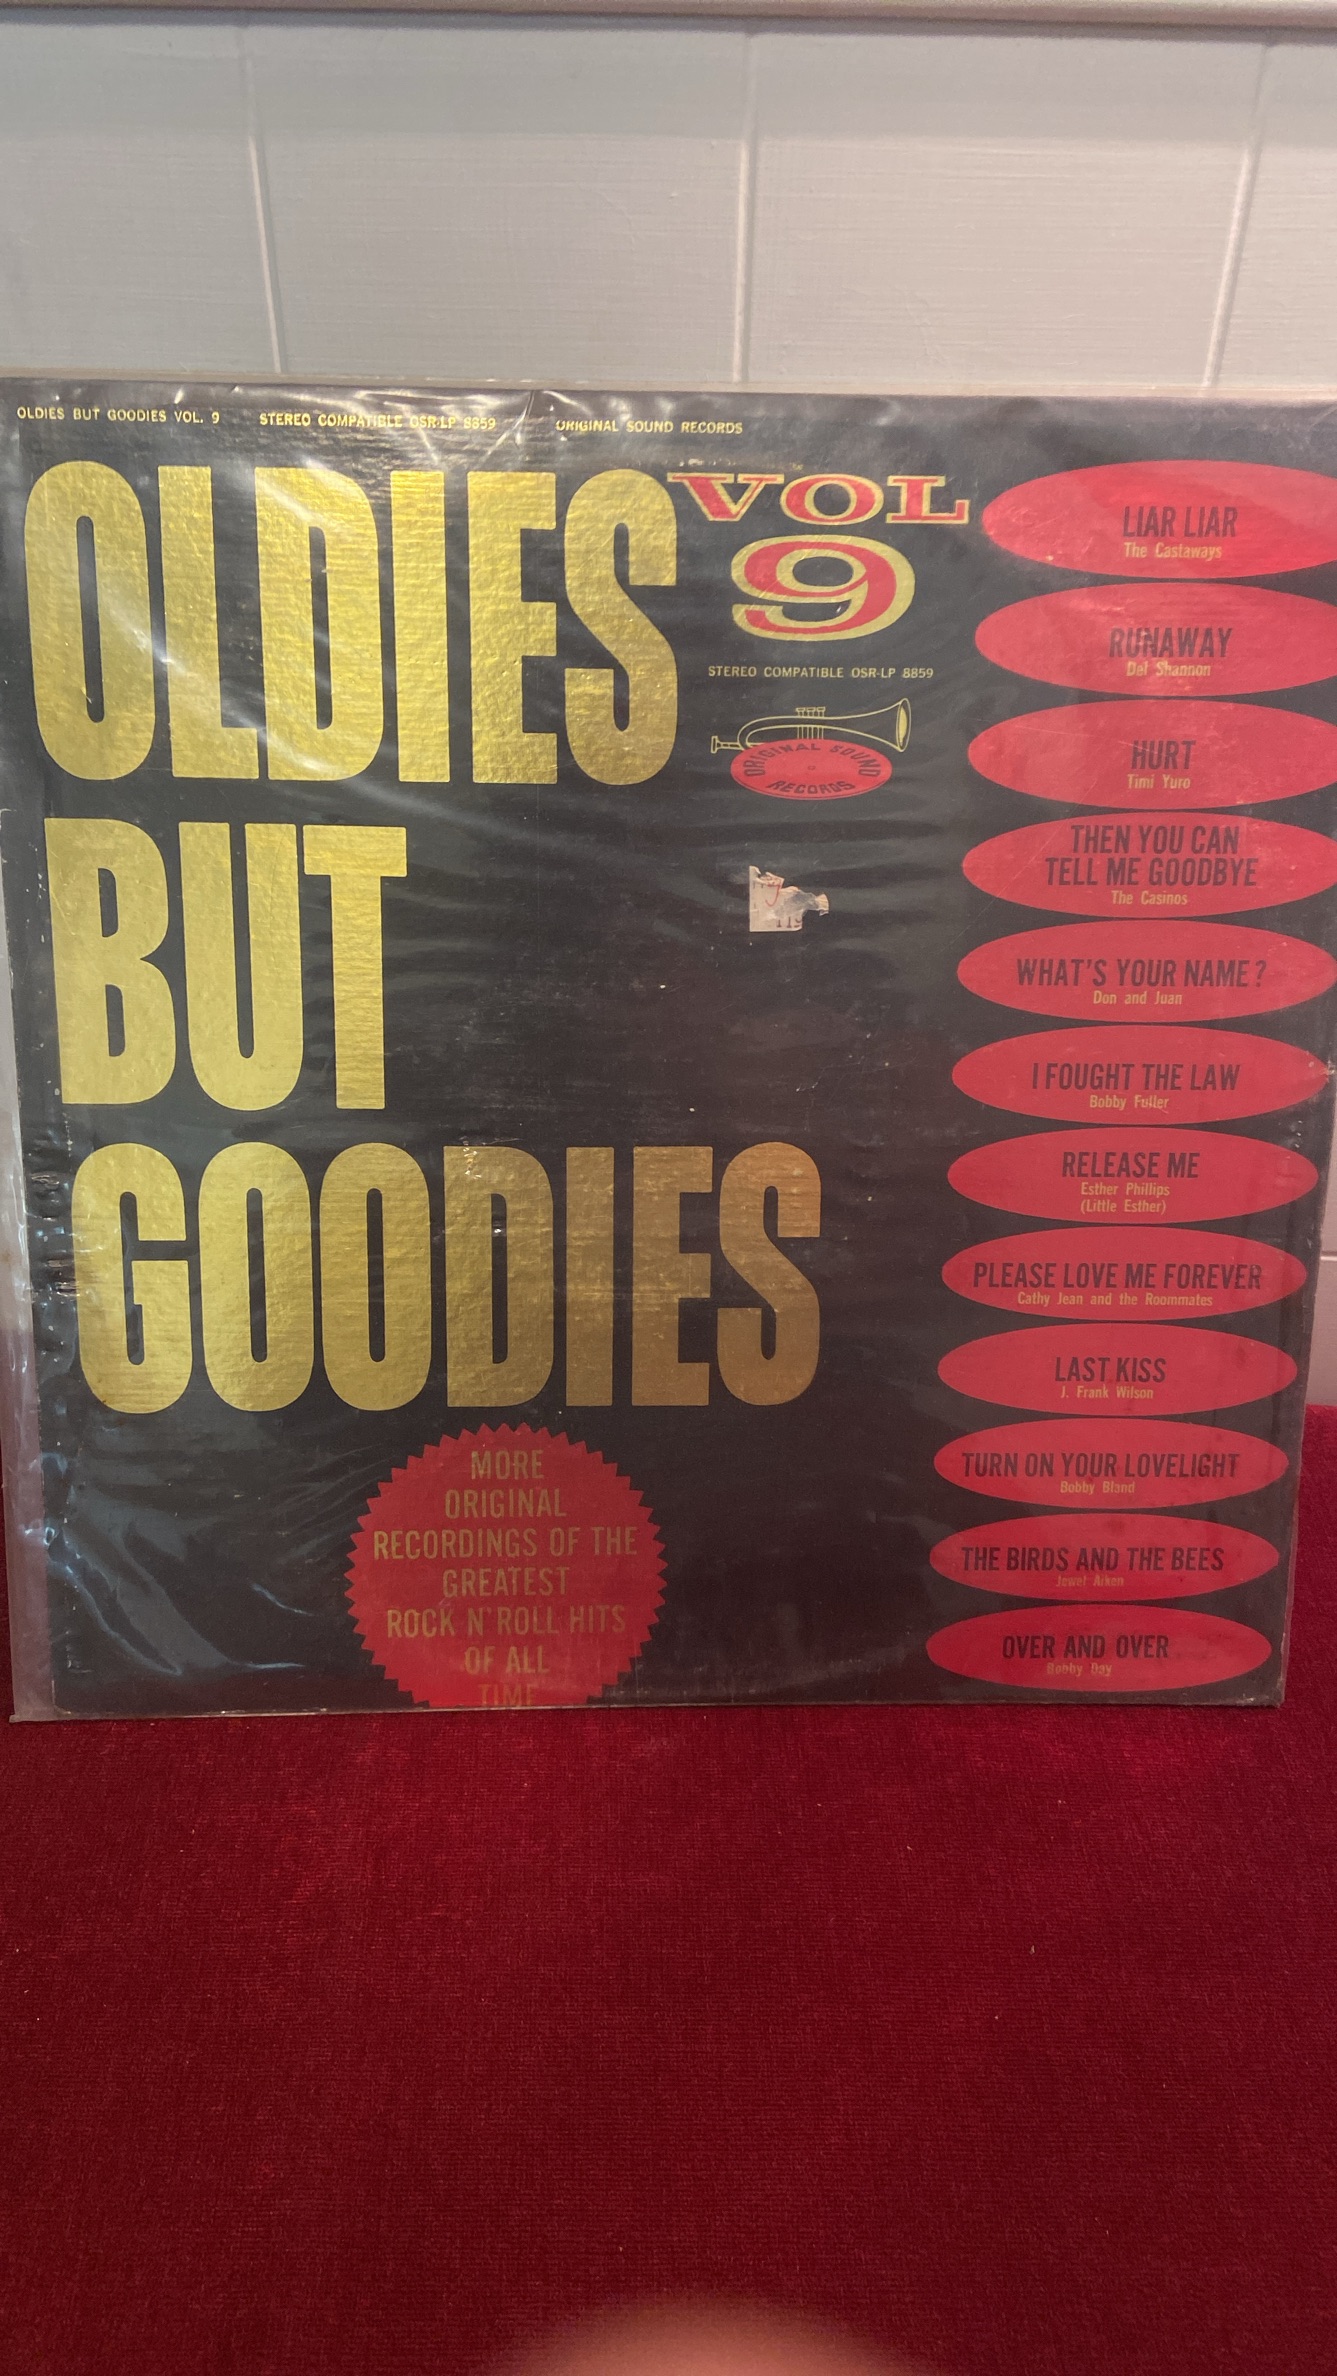 OLDIES BUT GOODIES VOL. 9 STEREO COMPATIBLE OSR-LP 8859 ORIGINAL SOUND RECORDS
OLDIES
BUT
GOODIES
VOL
9
STEREO COMPATIBLE OSR-LP 8859
ORIGINAL SOUND
RECORDS
MORE
ORIGINAL
RECORDINGS OF THE
GREATEST
ROCK N' ROLL HITS
OF ALL
TIME
LIAR LIAR
The Castaways
RUNAWAY
Del Shannon
HURT
Timi Yuro
THEN YOU CAN
TELL ME GOODBYE
The Casinos
WHAT'S YOUR NAME?
Don and Juan
I FOUGHT THE LAW
Bobby Fuller
RELEASE ME
Esther Phillips
(Little Esther)
PLEASE LOVE ME FOREVER
Cathy Jean and the Roommates
LAST KISS
J. Frank Wilson
TURN ON YOUR LOVELIGHT
Bobby Bland
THE BIRDS AND THE BEES
Jewel Aiken
OVER AND OVER
Bobby Day